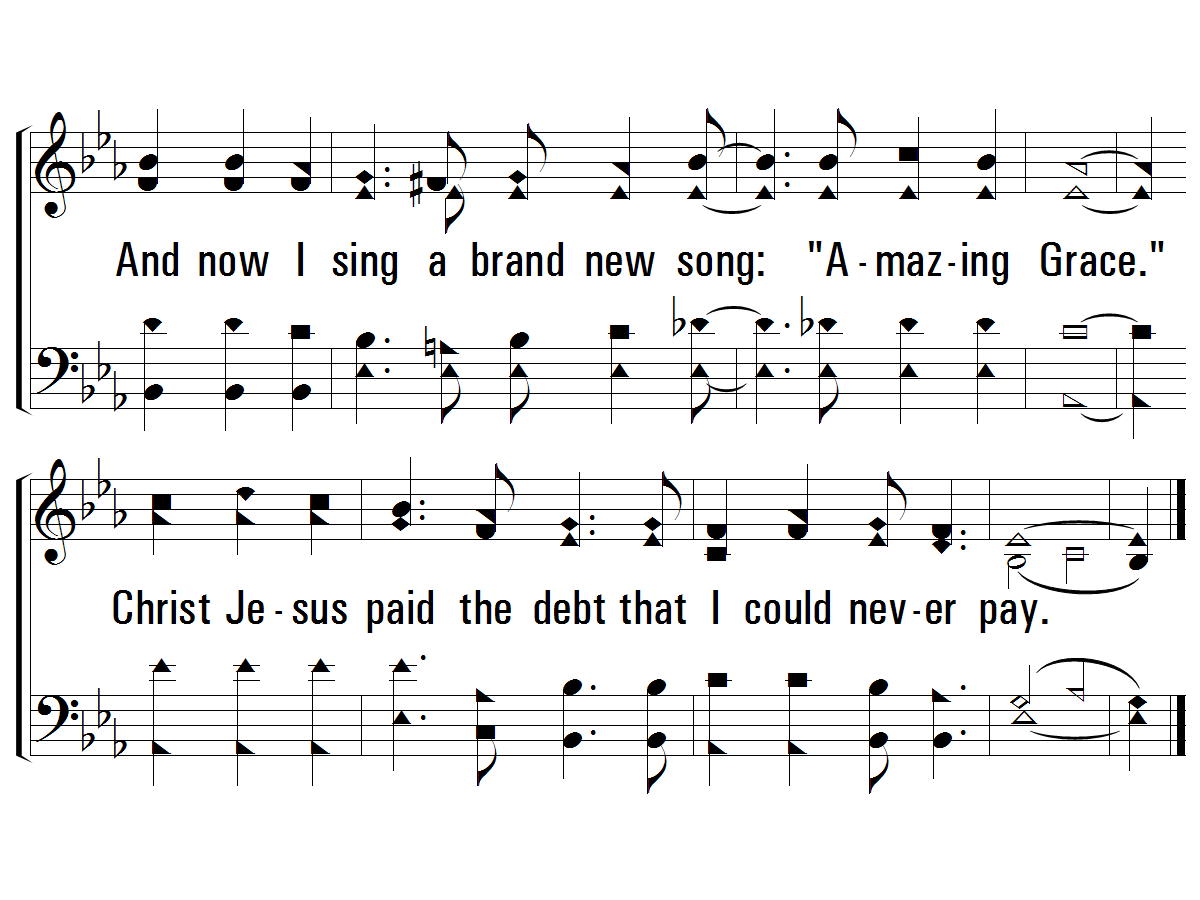 And now I sing a brand new song: "A - maz - ing Grace."
Christ Je - sus paid the debt that I could nev - er pay.